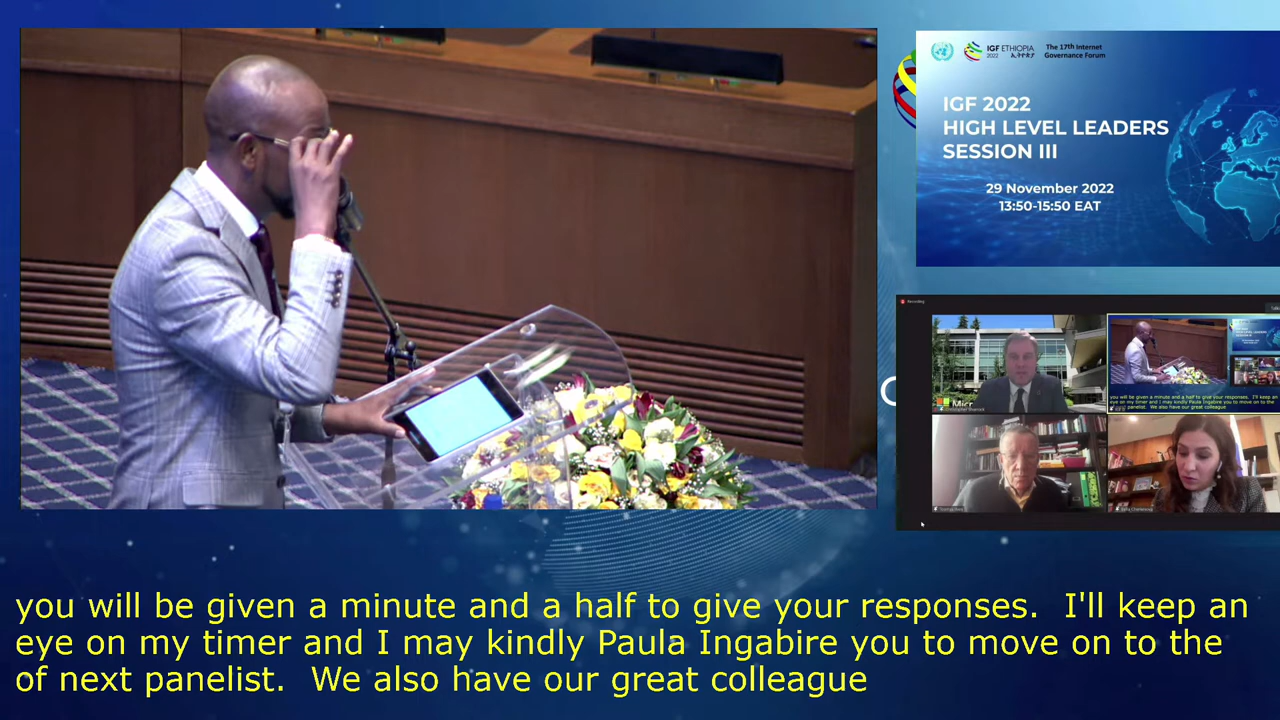 IGF ETHIOPIA
2022 ኢትዮጵያ
The 17th Internet
Governance Forum
IGF 2022
HIGH LEVEL LEADERS
SESSION III
29 November 2022
13:50-15:50 EAT
Recording
you will be given a minute and a half to give your responses. I'll keep an
eye on my timer and I may kindly Paula Ingabire you to move on to the
of next panelist. We also have our great colleague